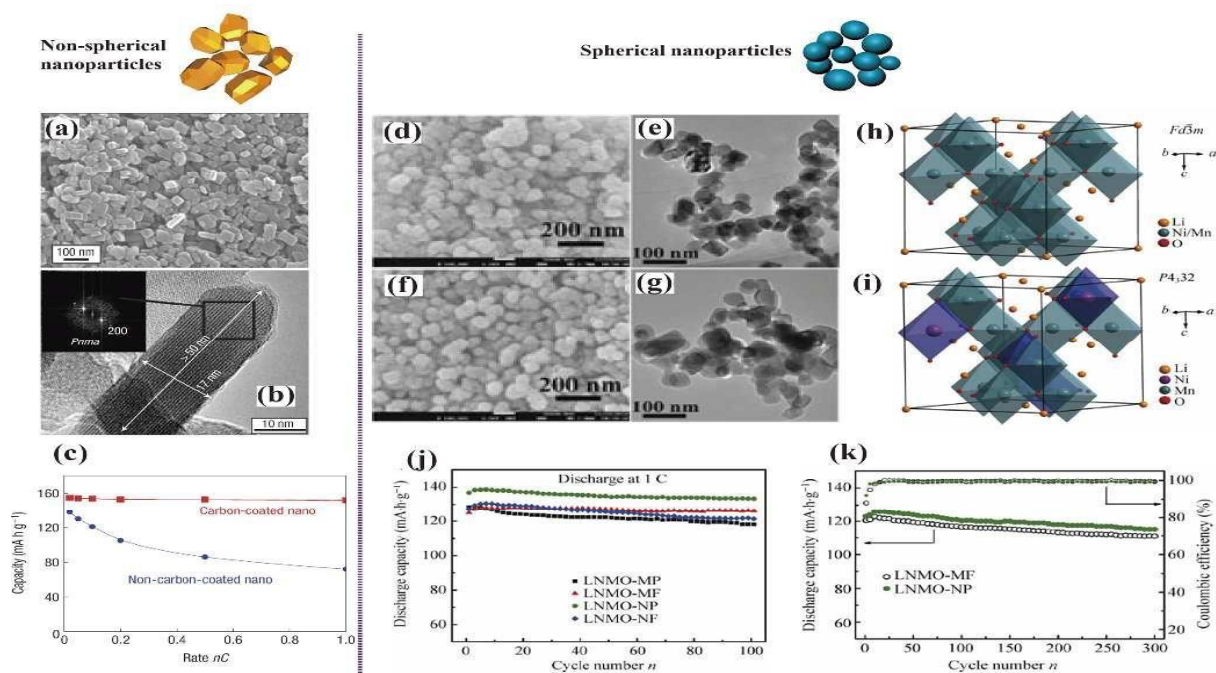 Non-spherical
nanoparticles
Spherical
nanoparticles
(a)
100 nm
(b)
200
Pnma
> 50 nm
17 nm
10 nm
(c)
Capacity (mA h g⁻¹)
160
120
80
40
0
Carbon-coated nano
Non-carbon-coated nano
0
0.2
0.4
0.6
0.8
1.0
Rate nC
(d)
200 nm
(e)
100 nm
(f)
200 nm
(g)
100 nm
(h)
Fd3̄m
b
a
c
Li
Ni/Mn
O
(i)
P4₃32
b
a
c
Li
Ni
Mn
O
(j)
Discharge at 1 C
Discharge capacity (mA·h·g⁻¹)
140
120
100
80
60
LNMO-MP
LNMO-MF
LNMO-NP
LNMO-NF
0
20
40
60
80
100
Cycle number n
(k)
Discharge capacity (mA·h·g⁻¹)
140
120
100
80
60
LNMO-MF
LNMO-NP
100
80
60
40
20
Coulombic efficiency (%)
0
50
100
150
200
250
300
Cycle number n